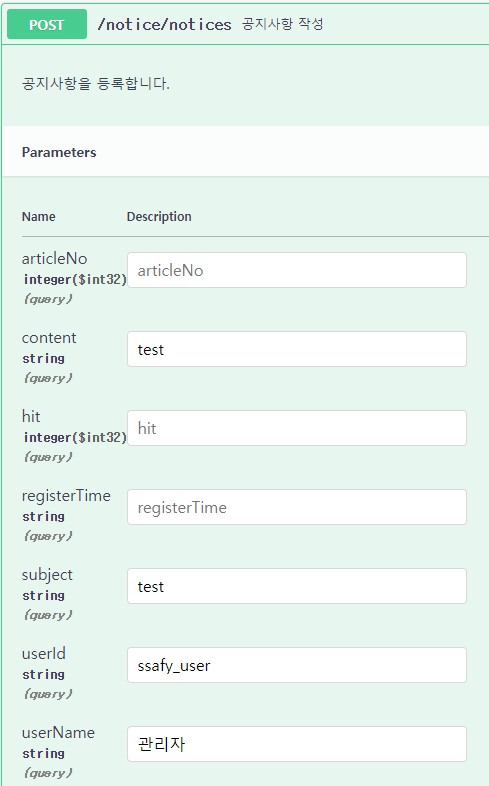 POST /notice/notices 공지사항 작성
공지사항을 등록합니다.
Parameters
Name Description
articleNo
integer($int32)
(query)
articleNo
content
string
(query)
test
hit
integer($int32)
(query)
hit
registerTime
string
(query)
registerTime
subject
string
(query)
test
userId
string
(query)
ssafy_user
userName
string
(query)
관리자